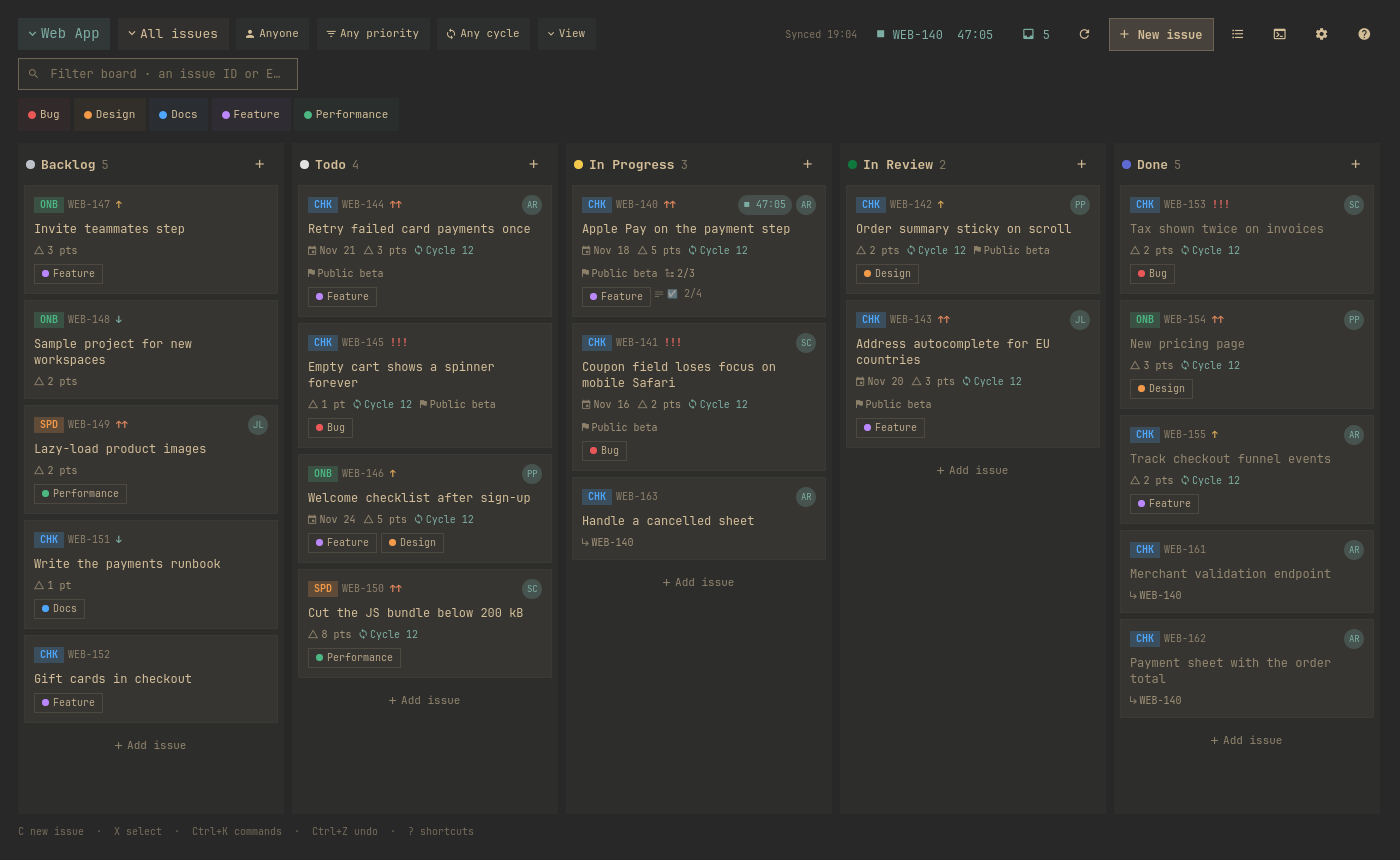 Web App
All issues
Anyone
Any priority
Any cycle
View
Synced 19:04
WEB-140 47:05
5
New issue
Filter board · an issue ID or E…
Bug
Design
Docs
Feature
Performance
Backlog 5
ONB WEB-147
Invite teammates step
3 pts
Feature
ONB WEB-148
Sample project for new
workspaces
2 pts
SPD WEB-149 JL
Lazy-load product images
2 pts
Performance
CHK WEB-151
Write the payments runbook
1 pt
Docs
CHK WEB-152
Gift cards in checkout
Feature
+ Add issue
Todo 4
CHK WEB-144 AR
Retry failed card payments once
Nov 21 3 pts Cycle 12
Public beta
Feature
CHK WEB-145 !!!
Empty cart shows a spinner
forever
1 pt Cycle 12 Public beta
Bug
ONB WEB-146 PP
Welcome checklist after sign-up
Nov 24 5 pts Cycle 12
Feature Design
SPD WEB-150 SC
Cut the JS bundle below 200 kB
8 pts Cycle 12
Performance
+ Add issue
In Progress 3
CHK WEB-140 47:05 AR
Apple Pay on the payment step
Nov 18 5 pts Cycle 12
Public beta 2/3
Feature 2/4
CHK WEB-141 !!! SC
Coupon field loses focus on
mobile Safari
Nov 16 2 pts Cycle 12
Public beta
Bug
CHK WEB-163 AR
Handle a cancelled sheet
WEB-140
+ Add issue
In Review 2
CHK WEB-142 PP
Order summary sticky on scroll
2 pts Cycle 12 Public beta
Design
CHK WEB-143 JL
Address autocomplete for EU
countries
Nov 20 3 pts Cycle 12
Public beta
Feature
+ Add issue
Done 5
CHK WEB-153 !!! SC
Tax shown twice on invoices
2 pts Cycle 12
Bug
ONB WEB-154 PP
New pricing page
3 pts Cycle 12
Design
CHK WEB-155 AR
Track checkout funnel events
2 pts Cycle 12
Feature
CHK WEB-161 AR
Merchant validation endpoint
WEB-140
CHK WEB-162 AR
Payment sheet with the order
total
WEB-140
+ Add issue
C new issue · X select · Ctrl+K commands · Ctrl+Z undo · ? shortcuts